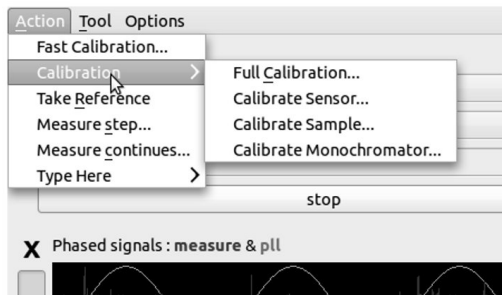 Action Tool Options
Fast Calibration...
Calibration
Full Calibration...
Take Reference
Calibrate Sensor...
Measure step...
Calibrate Sample...
Measure continues...
Calibrate Monochromator...
Type Here
stop
X Phased signals : measure & pll